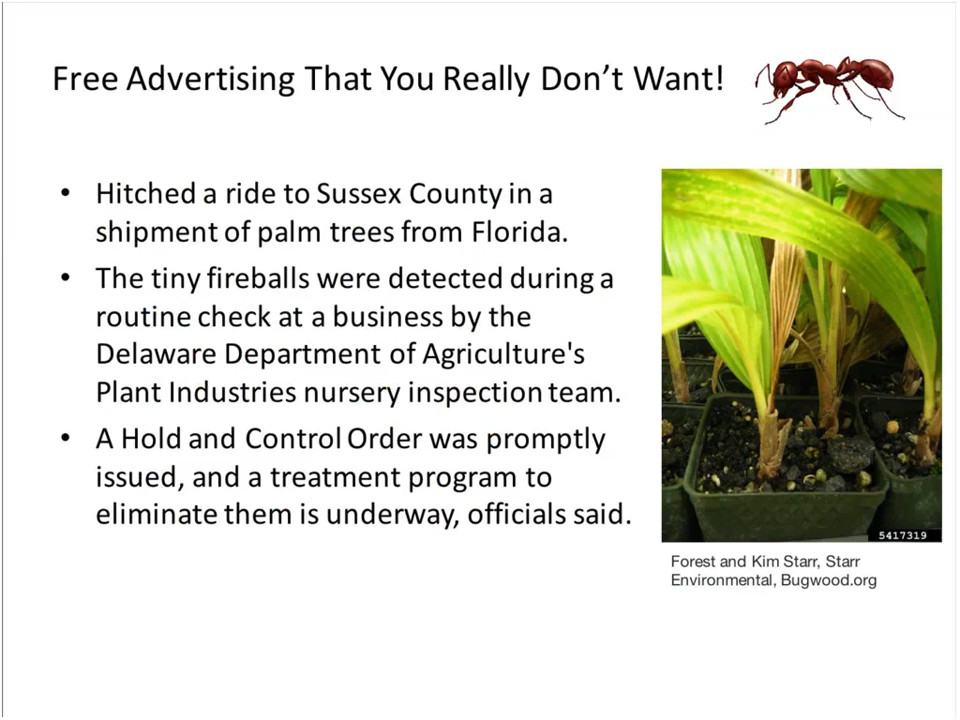 Free Advertising That You Really Don't Want!
• Hitched a ride to Sussex County in a
shipment of palm trees from Florida.
• The tiny fireballs were detected during a
routine check at a business by the
Delaware Department of Agriculture's
Plant Industries nursery inspection team.
• A Hold and Control Order was promptly
issued, and a treatment program to
eliminate them is underway, officials said.
5417319
Forest and Kim Starr, Starr
Environmental, Bugwood.org